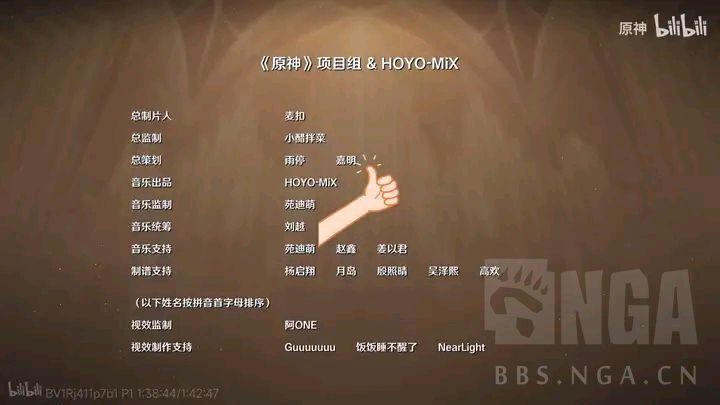 原神 bilibili
《原神》项目组 & HOYO-MiX
总制片人 麦扣
总监制 小醋拌菜
总策划 雨停 嘉明
音乐出品 HOYO-MiX
音乐监制 苑迪萌
音乐统筹 刘越
音乐支持 苑迪萌 赵鑫 姜以君
制谱支持 杨启翔 月岛 殷照晴 吴泽熙 高欢
（以下姓名按拼音首字母排序）
视效监制 阿ONE
视效制作支持 Guuuuuuu 饭饭睡不醒了 NearLight
NGA
BBS.NGA.CN
bilibili BV1Rj411p7b1 P1 1:38:44/1:42:47